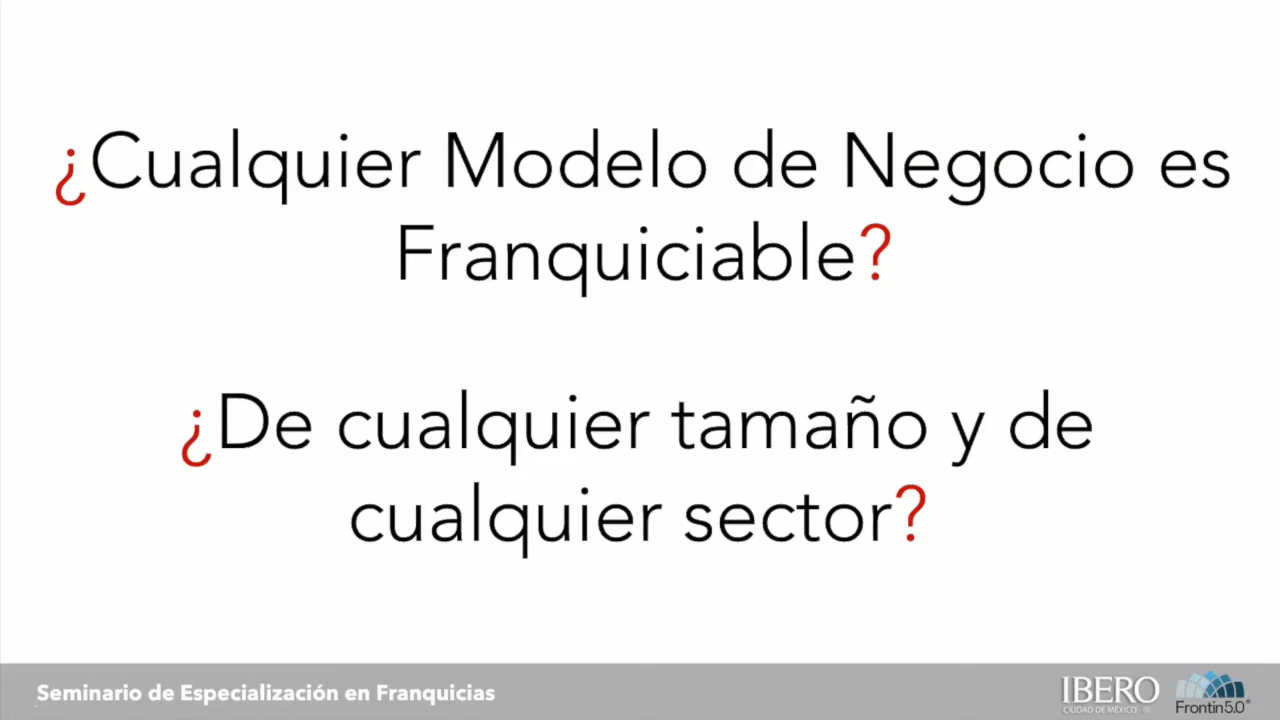 ¿Cualquier Modelo de Negocio es
Franquiciable?
¿De cualquier tamaño y de
cualquier sector?
Seminario de Especialización en Franquicias
IBERO
CIUDAD DE MÉXICO ®
Frontin5.0®